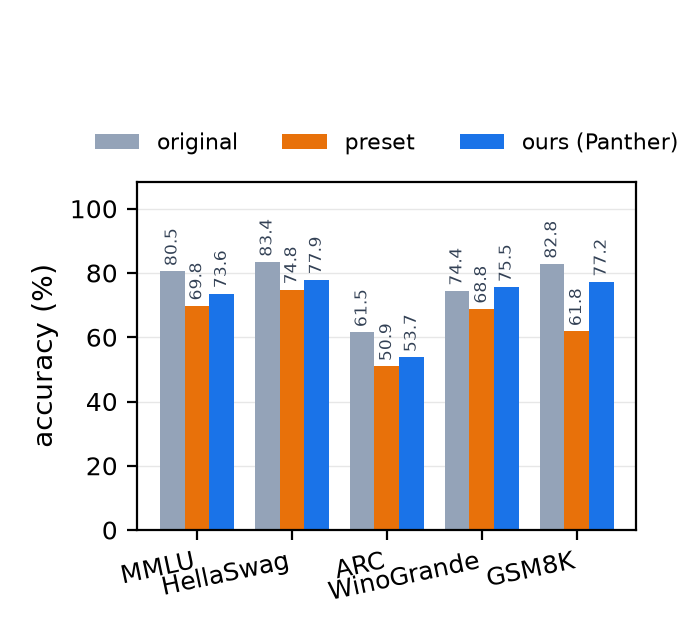 original preset ours (Panther)
accuracy (%)
100
80
60
40
20
0
80.5 69.8 73.6
83.4 74.8 77.9
61.5 50.9 53.7
74.4 68.8 75.5
82.8 61.8 77.2
MMLU HellaSwag ARC WinoGrande GSM8K